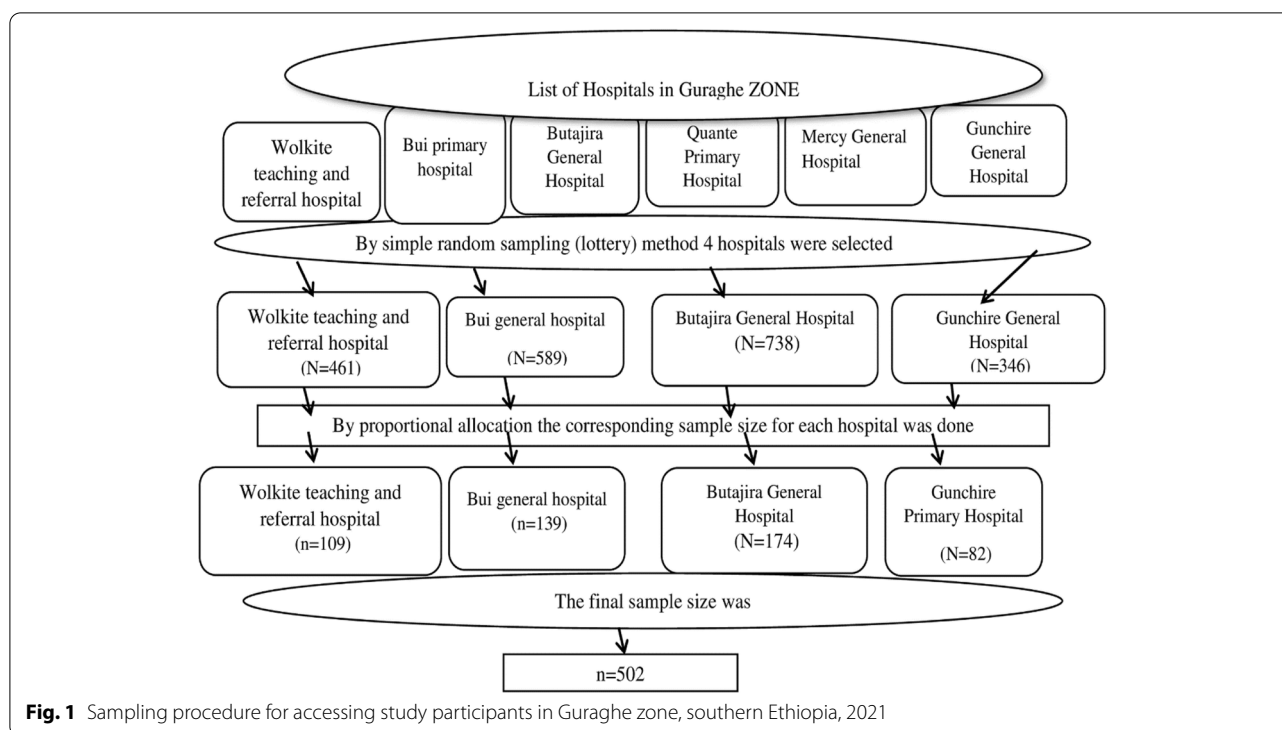 List of Hospitals in Guraghe ZONE
Wolkite
teaching and
referral hospital
Bui primary
hospital
Butajira
General
Hospital
Quante
Primary
Hospital
Mercy General
Hospital
Gunchire
General
Hospital
By simple random sampling (lottery) method 4 hospitals were selected
Wolkite teaching and
referral hospital
(N=461)
Bui general hospital
(N=589)
Butajira General Hospital
(N=738)
Gunchire General
Hospital
(N=346)
By proportional allocation the corresponding sample size for each hospital was done
Wolkite teaching and
referral hospital
(n=109)
Bui general hospital
(n=139)
Butajira General
Hospital
(N=174)
Gunchire
Primary Hospital
(N=82)
The final sample size was
n=502
Fig. 1 Sampling procedure for accessing study participants in Guraghe zone, southern Ethiopia, 2021